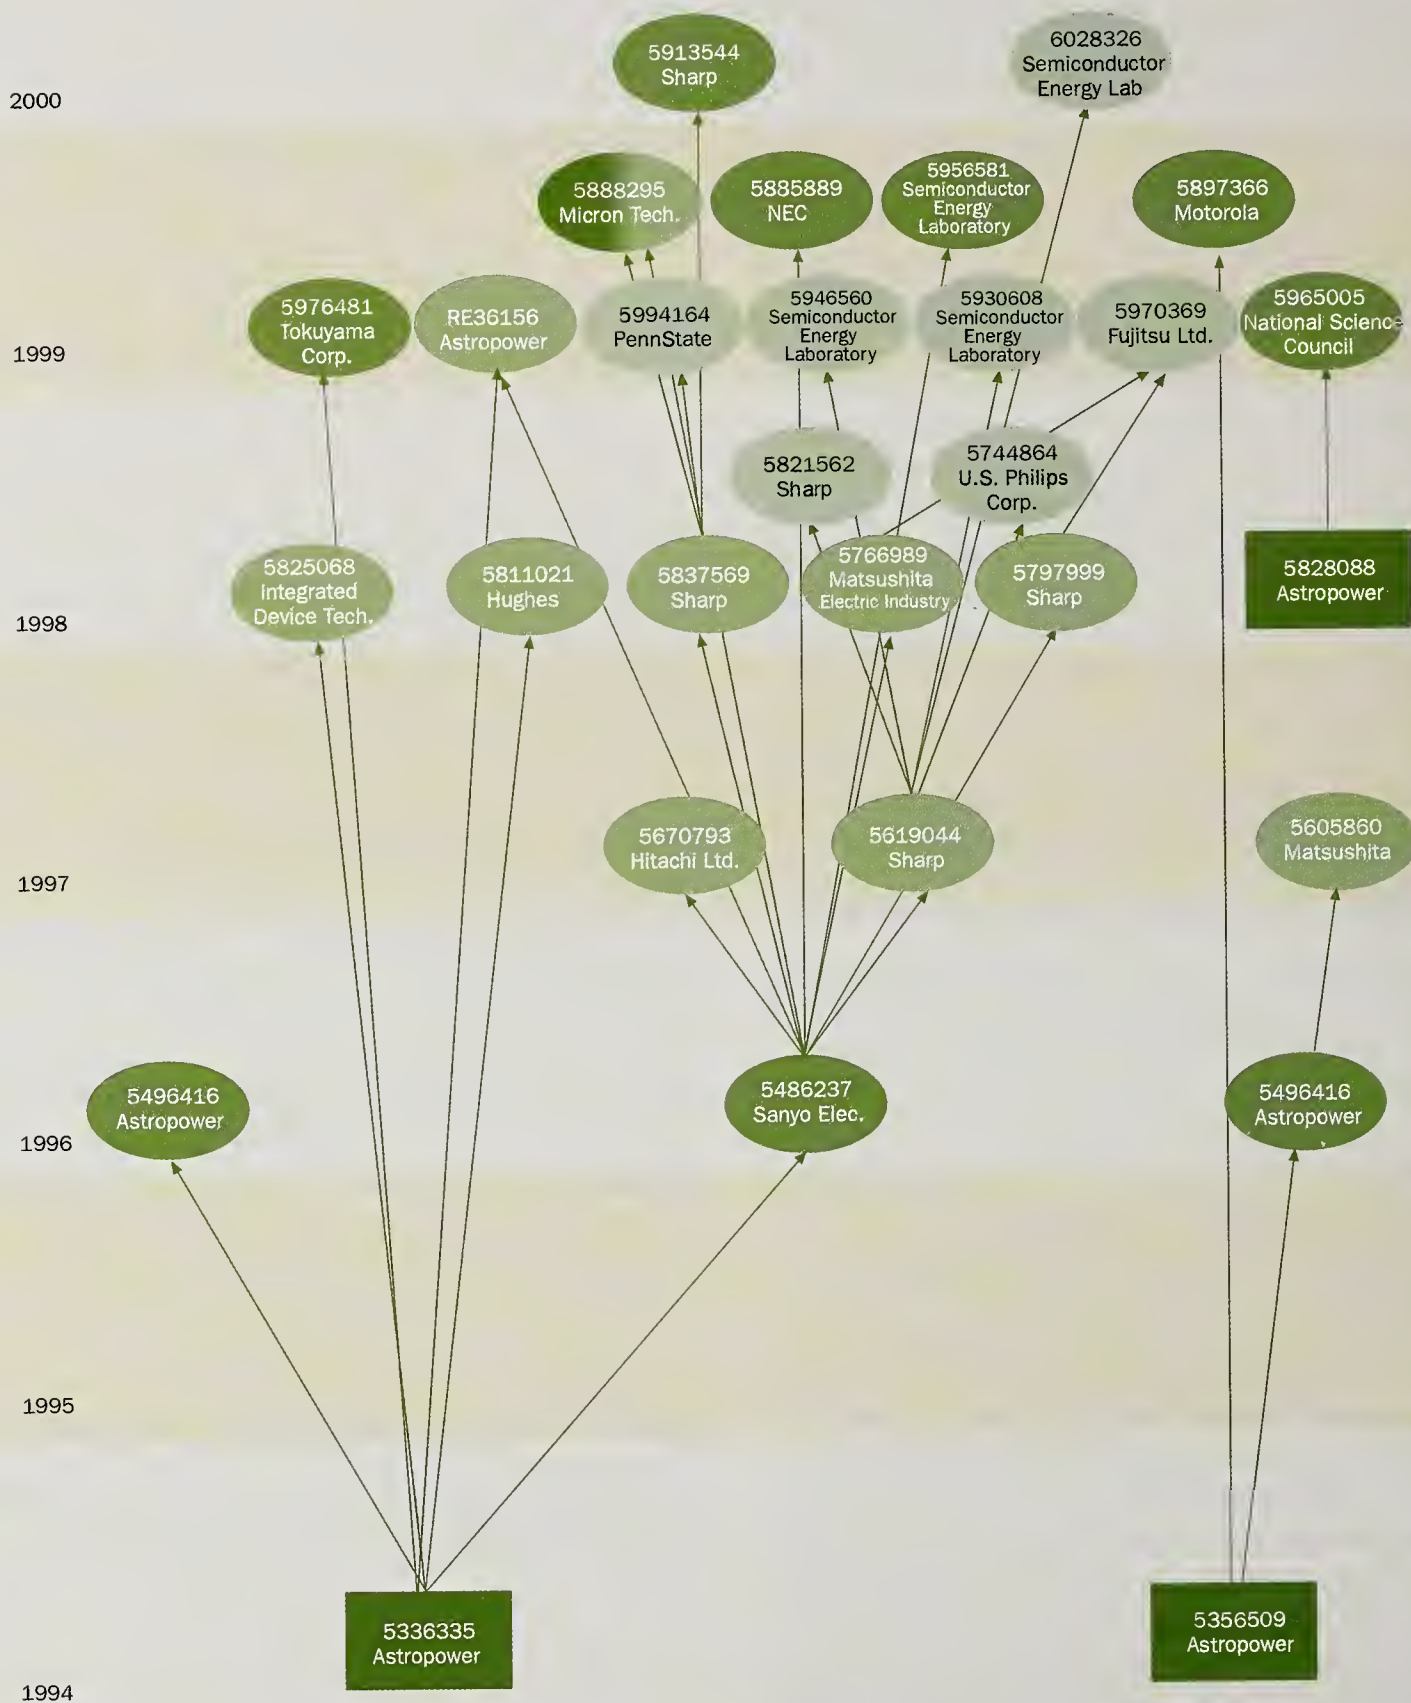 5913544
Sharp
6028326
Semiconductor
Energy Lab
2000
5888295
Micron Tech.
5885889
NEC
5956581
Semiconductor
Energy
Laboratory
5897366
Motorola
5976481
Tokuyama
Corp.
RE36156
Astropower
5994164
PennState
5946560
Semiconductor
Energy
Laboratory
5930608
Semiconductor
Energy
Laboratory
5970369
Fujitsu Ltd.
5965005
National Science
Council
1999
5821562
Sharp
5744864
U.S. Philips
Corp.
5825068
Integrated
Device Tech.
5811021
Hughes
5837569
Sharp
5766989
Matsushita
Electric Industry
5797999
Sharp
5828088
Astropower
1998
5670793
Hitachi Ltd.
5619044
Sharp
5605860
Matsushita
1997
5496416
Astropower
5486237
Sanyo Elec.
5496416
Astropower
1996
1995
5336335
Astropower
5356509
Astropower
1994